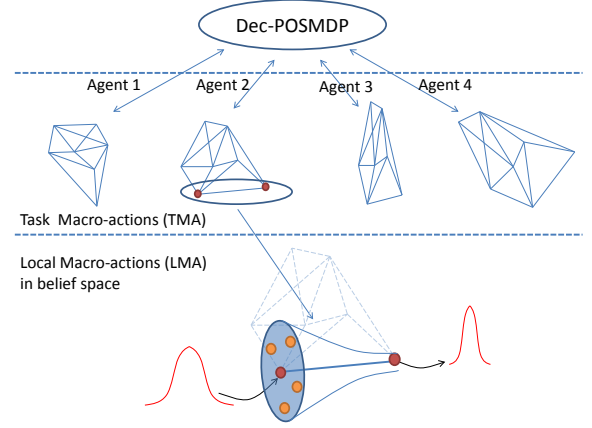 Dec-POSMDP
Agent 1
Agent 2
Agent 3
Agent 4
Task Macro-actions (TMA)
Local Macro-actions (LMA)
in belief space